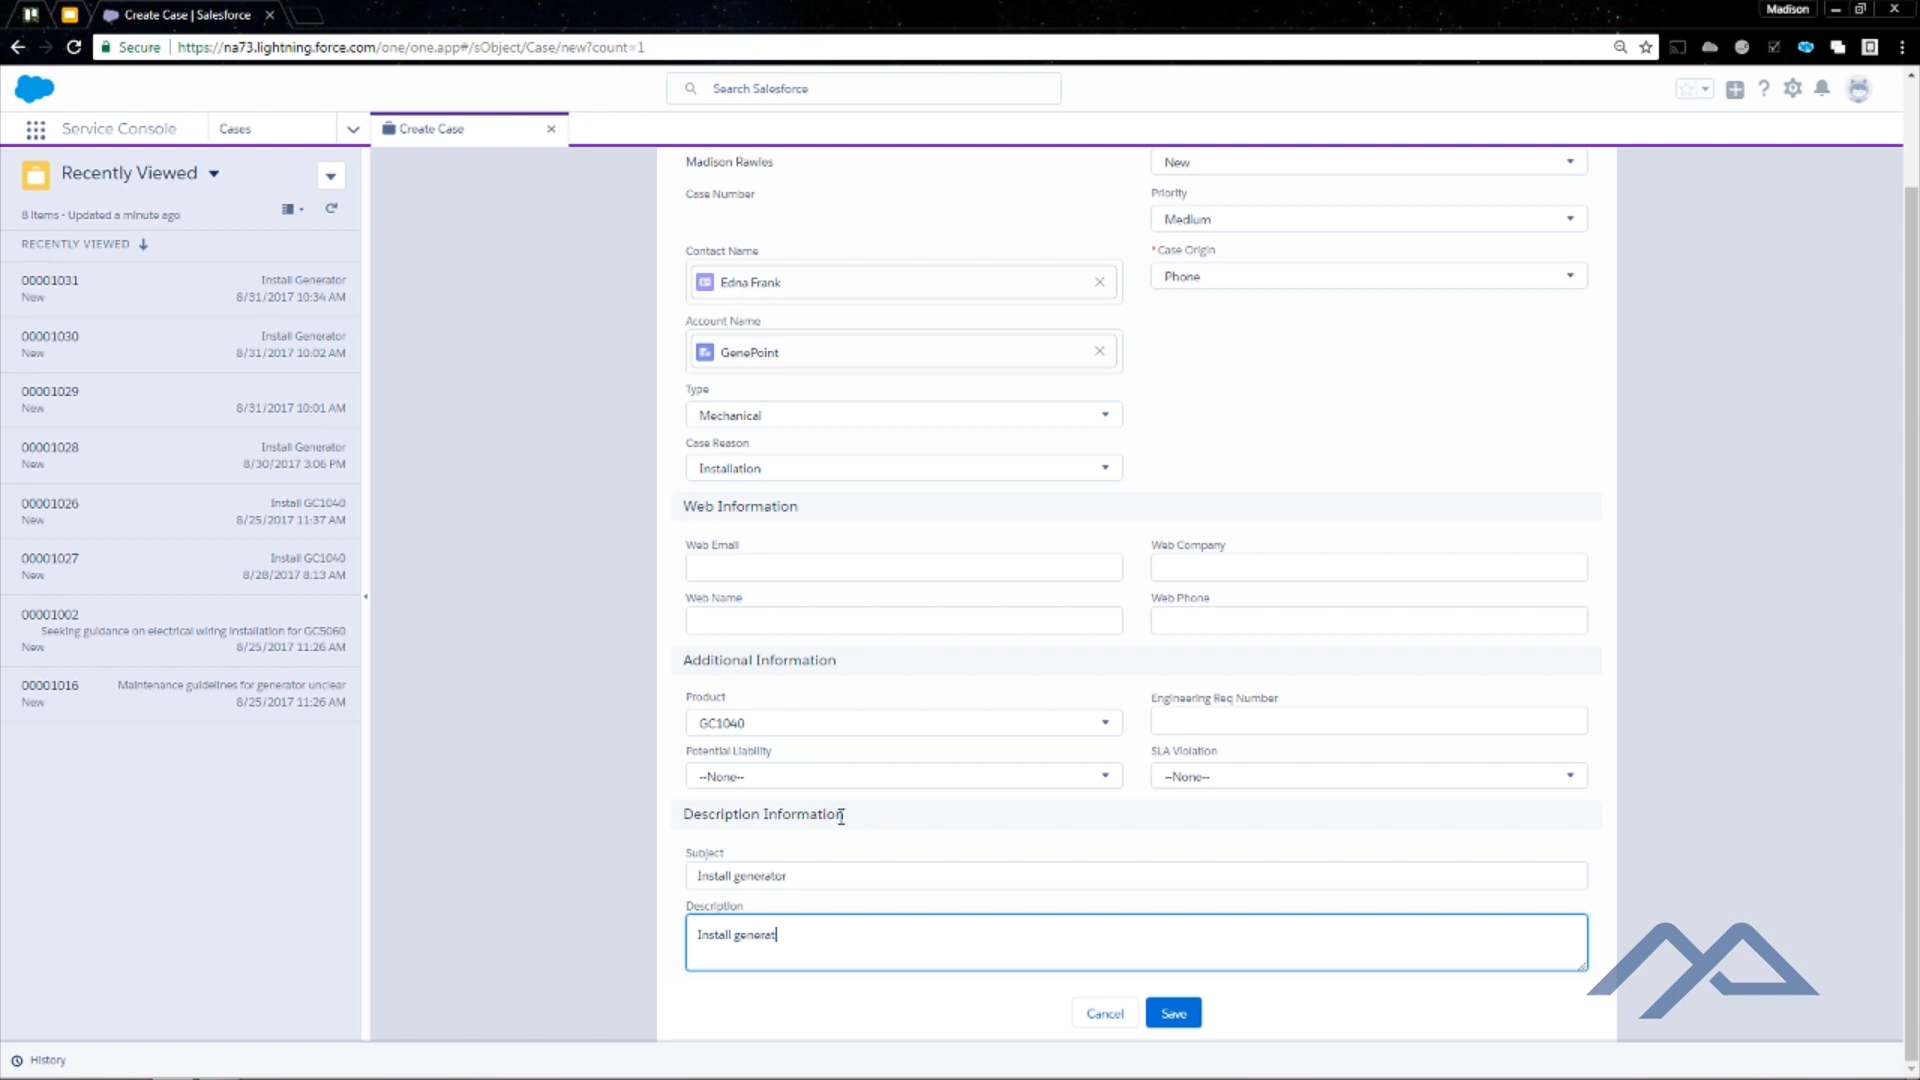 Create Case | Salesforce
Madison
Secure
https://na73.lightning.force.com/one/one.app#/sObject/Case/new?count=1
Search Salesforce
Service Console
Cases
Create Case
Recently Viewed
8 Items • Updated a minute ago
RECENTLY VIEWED
00001031 Install Generator
New 8/31/2017 10:34 AM
00001030 Install Generator
New 8/31/2017 10:02 AM
00001029
New 8/31/2017 10:01 AM
00001028 Install Generator
New 8/30/2017 3:06 PM
00001026 Install GC1040
New 8/25/2017 11:37 AM
00001027 Install GC1040
New 8/28/2017 8:13 AM
00001002
Seeking guidance on electrical wiring installation for GC5060
New 8/25/2017 11:26 AM
00001016 Maintenance guidelines for generator unclear
New 8/25/2017 11:26 AM
Madison Rawles
New
Case Number
Priority
Medium
Contact Name
*Case Origin
Edna Frank
Phone
Account Name
GenePoint
Type
Mechanical
Case Reason
Installation
Web Information
Web Email
Web Company
Web Name
Web Phone
Additional Information
Product
Engineering Req Number
GC1040
Potential Liability
SLA Violation
--None--
--None--
Description Information
Subject
Install generator
Description
Install generat
Cancel
Save
History